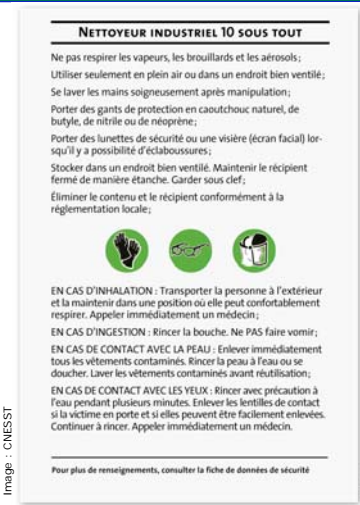 NETTOYEUR INDUSTRIEL 10 SOUS TOUT
Ne pas respirer les vapeurs, les brouillards et les aérosols;
Utiliser seulement en plein air ou dans un endroit bien ventilé;
Se laver les mains soigneusement après manipulation;
Porter des gants de protection en caoutchouc naturel, de
butyle, de nitrile ou de néoprène;
Porter des lunettes de sécurité ou une visière (écran facial) lor-
squ'il y a possibilité d'éclaboussures;
Stocker dans un endroit bien ventilé. Maintenir le récipient
fermé de manière étanche. Garder sous clef;
Éliminer le contenu et le récipient conformément à la
réglementation locale;
EN CAS D'INHALATION : Transporter la personne à l'extérieur
et la maintenir dans une position où elle peut confortablement
respirer. Appeler immédiatement un médecin;
EN CAS D'INGESTION : Rincer la bouche. Ne PAS faire vomir;
EN CAS DE CONTACT AVEC LA PEAU : Enlever immédiatement
tous les vêtements contaminés. Rincer la peau à l'eau ou se
doucher. Laver les vêtements contaminés avant réutilisation;
EN CAS DE CONTACT AVEC LES YEUX : Rincer avec précaution à
l'eau pendant plusieurs minutes. Enlever les lentilles de contact
si la victime en porte et si elles peuvent être facilement enlevées.
Continuer à rincer. Appeler immédiatement un médecin.
Pour plus de renseignements, consulter la fiche de données de sécurité
Image : CNESST